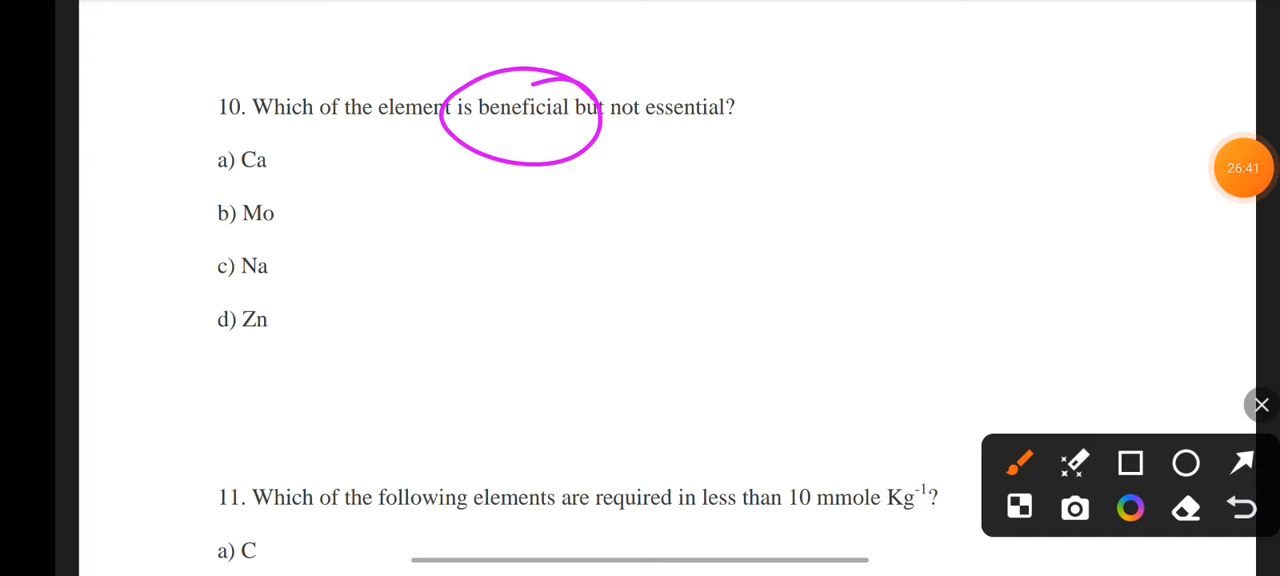 10. Which of the element is beneficial but not essential?
a) Ca
b) Mo
c) Na
d) Zn
11. Which of the following elements are required in less than 10 mmole Kg⁻¹?
a) C
26:41